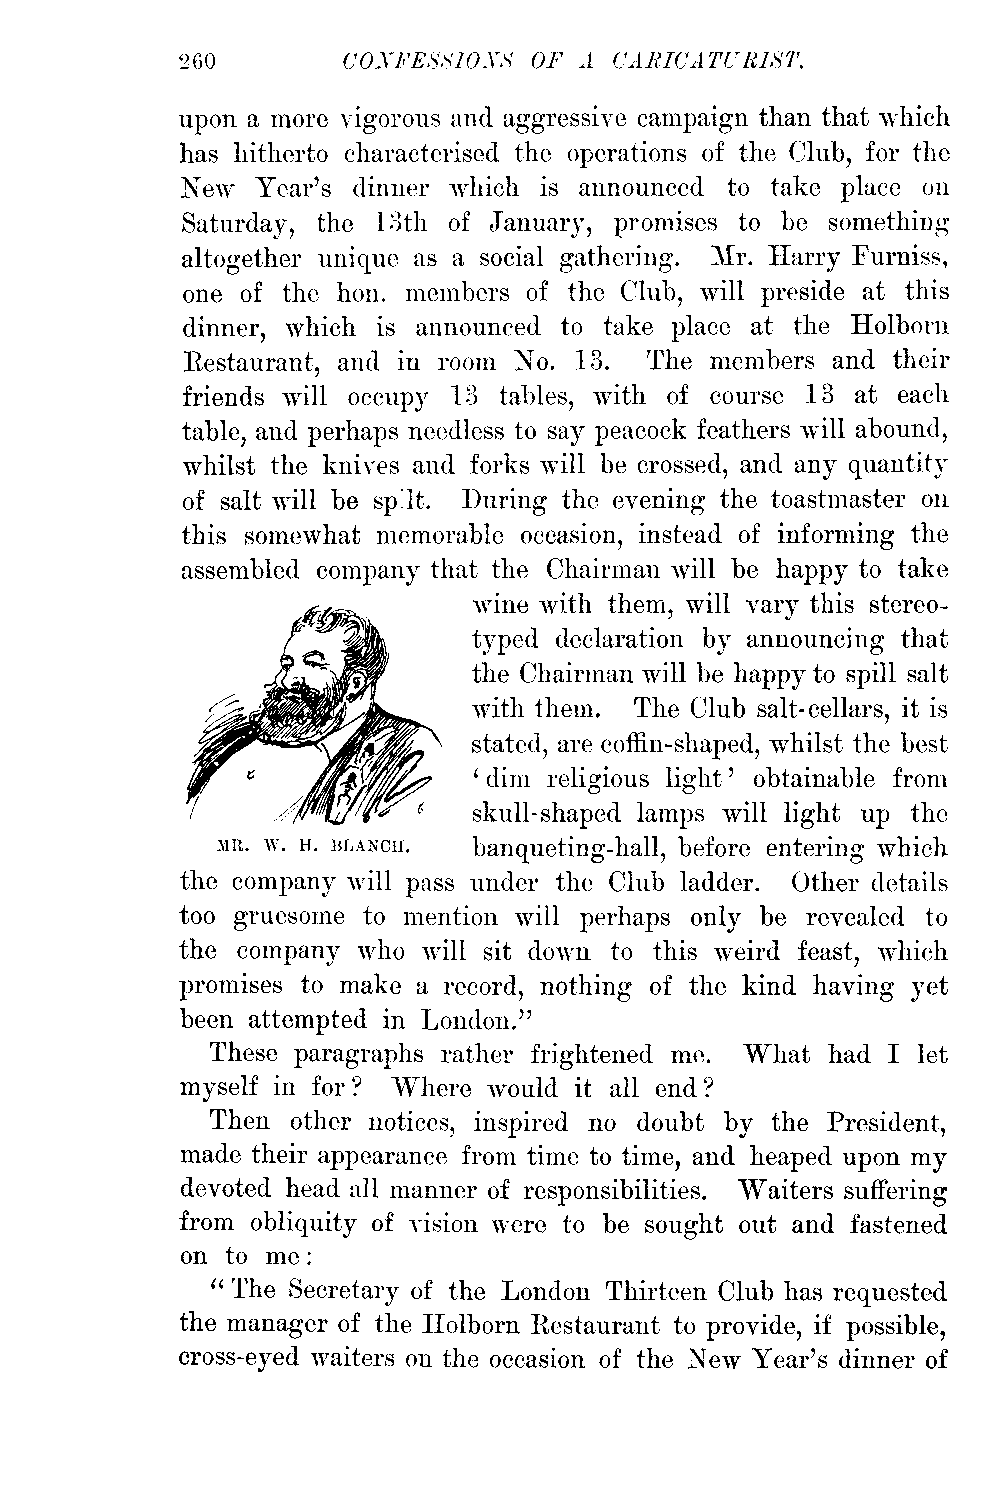 260 CONFESSIONS OF A CARICATURIST.
upon a more vigorous and aggressive campaign than that which
has hitherto characterised the operations of the Club, for the
New Year's dinner which is announced to take place on
Saturday, the 13th of January, promises to be something
altogether unique as a social gathering. Mr. Harry Furniss,
one of the hon. members of the Club, will preside at this
dinner, which is announced to take place at the Holborn
Restaurant, and in room No. 13. The members and their
friends will occupy 13 tables, with of course 13 at each
table, and perhaps needless to say peacock feathers will abound,
whilst the knives and forks will be crossed, and any quantity
of salt will be spilt. During the evening the toastmaster on
this somewhat memorable occasion, instead of informing the
assembled company that the Chairman will be happy to take
wine with them, will vary this stereo-
typed declaration by announcing that
the Chairman will be happy to spill salt
with them. The Club salt-cellars, it is
stated, are coffin-shaped, whilst the best
‘dim religious light’ obtainable from
skull-shaped lamps will light up the
banqueting-hall, before entering which
MR. W. H. BLANCH.
the company will pass under the Club ladder. Other details
too gruesome to mention will perhaps only be revealed to
the company who will sit down to this weird feast, which
promises to make a record, nothing of the kind having yet
been attempted in London.”
These paragraphs rather frightened me. What had I let
myself in for? Where would it all end?
Then other notices, inspired no doubt by the President,
made their appearance from time to time, and heaped upon my
devoted head all manner of responsibilities. Waiters suffering
from obliquity of vision were to be sought out and fastened
on to me:
“The Secretary of the London Thirteen Club has requested
the manager of the Holborn Restaurant to provide, if possible,
cross-eyed waiters on the occasion of the New Year's dinner of